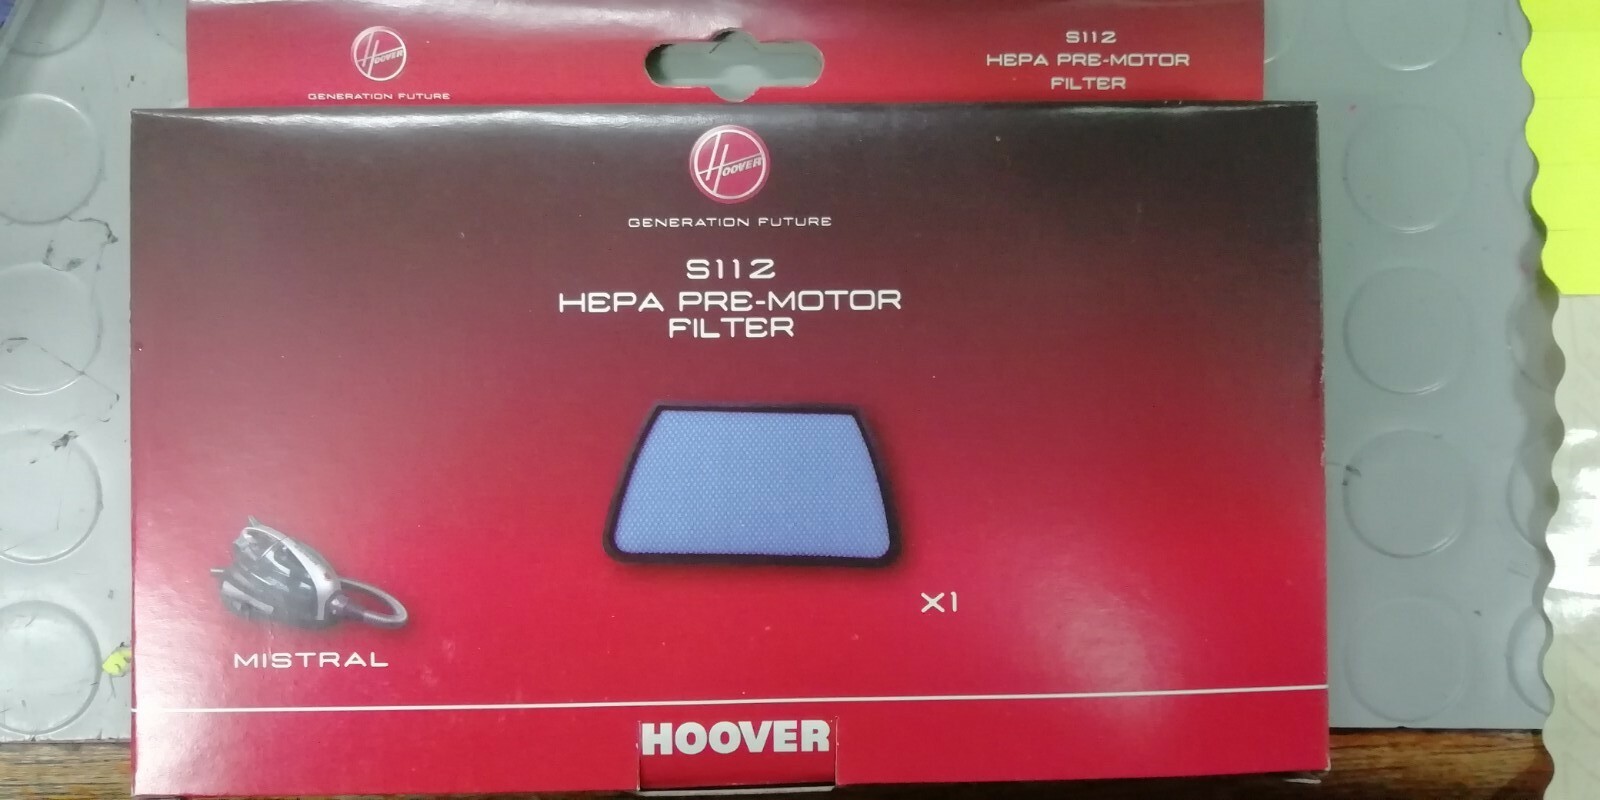 HOOVER
GENERATION FUTURE
S112
HEPA PRE-MOTOR
FILTER
HOOVER
GENERATION FUTURE
S112
HEPA PRE-MOTOR
FILTER
X1
MISTRAL
HOOVER